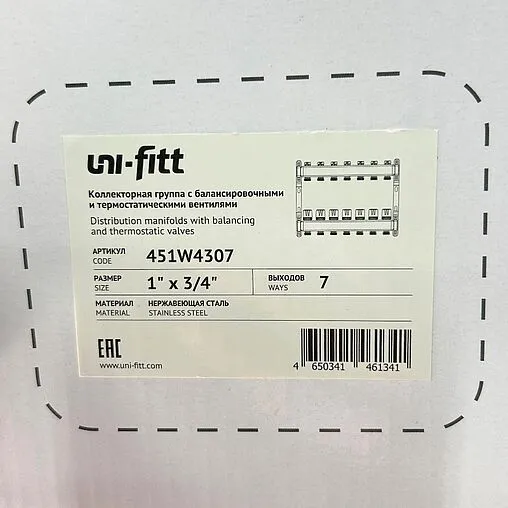 uni-fitt
Коллекторная группа с балансировочными
и термостатическими вентилями
Distribution manifolds with balancing
and thermostatic valves
АРТИКУЛ
CODE
451W4307
РАЗМЕР
SIZE
1" x 3/4"
ВЫХОДОВ
WAYS
7
МАТЕРИАЛ
MATERIAL
НЕРЖАВЕЮЩАЯ СТАЛЬ
STAINLESS STEEL
EAC
www.uni-fitt.com
4 650341 461341